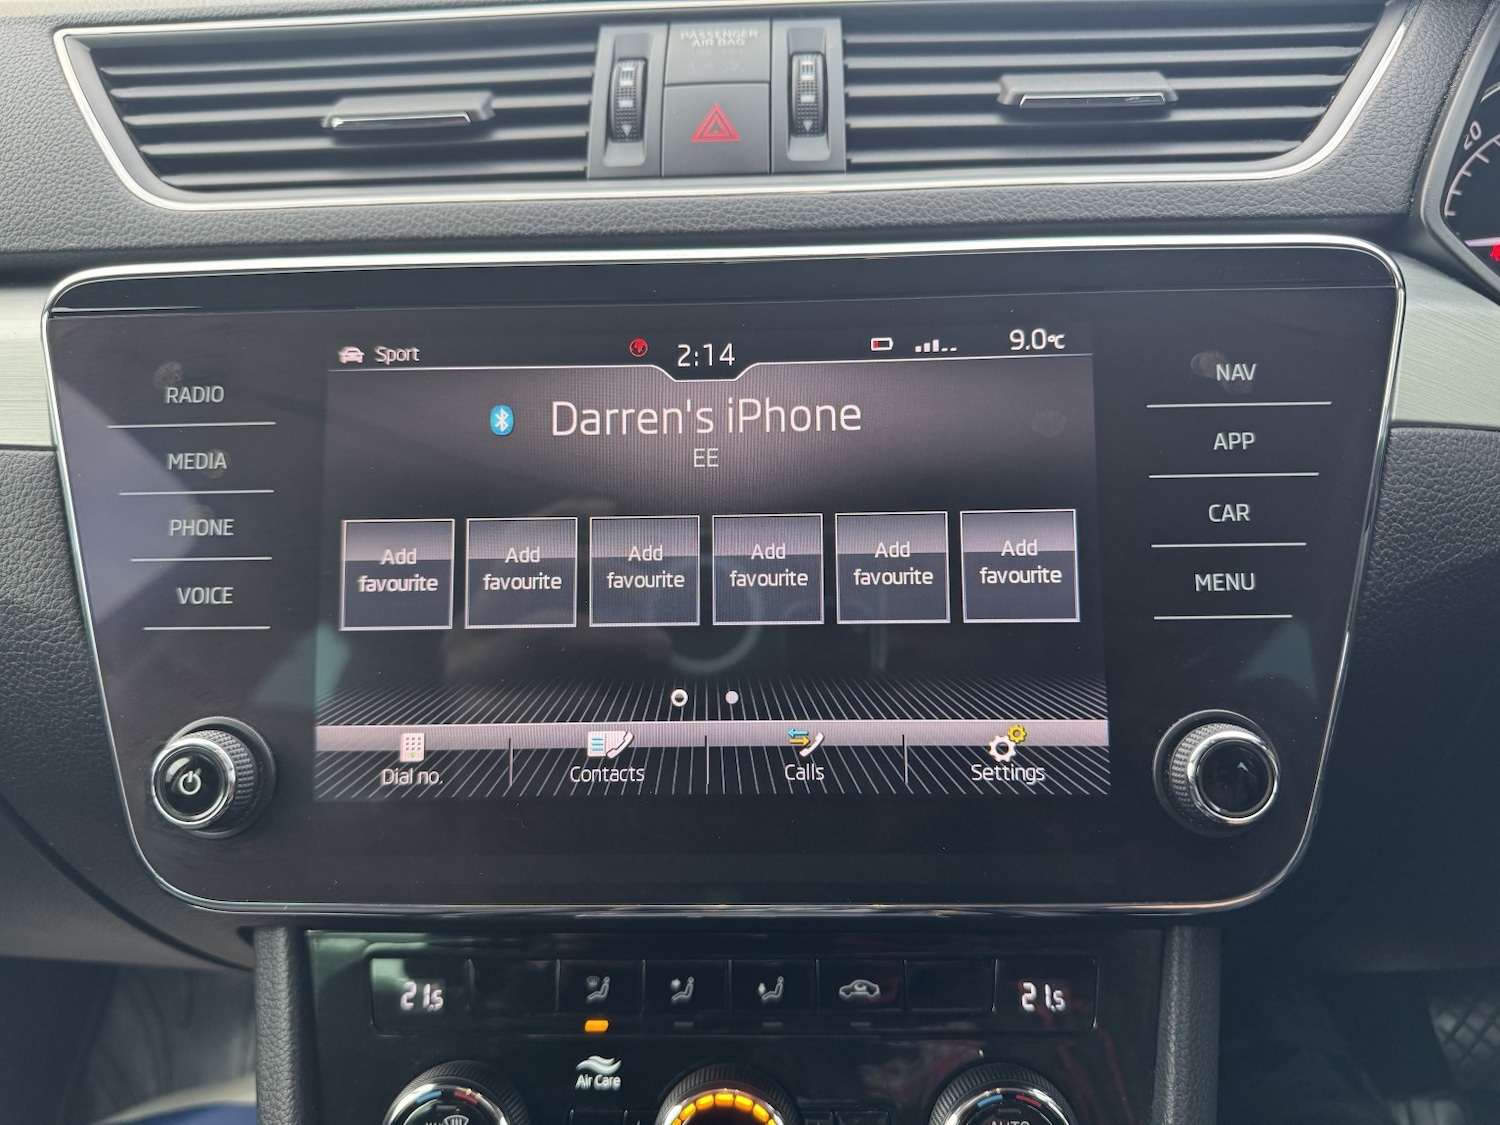 PASSENGER
AIR BAG
20
Sport
2:14
9.0°C
RADIO
MEDIA
PHONE
VOICE
Darren's iPhone
EE
Add
favourite
Add
favourite
Add
favourite
Add
favourite
Add
favourite
Add
favourite
Dial no.
Contacts
Calls
Settings
NAV
APP
CAR
MENU
21.5
21.5
Air Care
AUTO